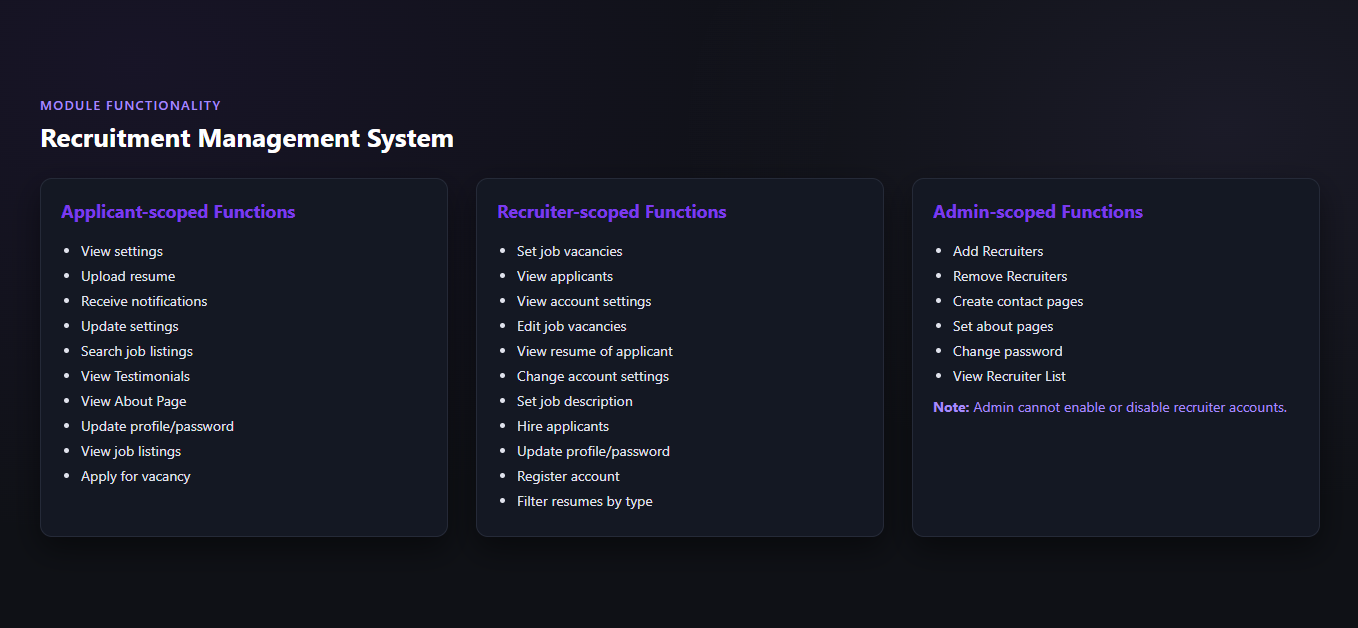 MODULE FUNCTIONALITY
Recruitment Management System
Applicant-scoped Functions
• View settings
• Upload resume
• Receive notifications
• Update settings
• Search job listings
• View Testimonials
• View About Page
• Update profile/password
• View job listings
• Apply for vacancy
Recruiter-scoped Functions
• Set job vacancies
• View applicants
• View account settings
• Edit job vacancies
• View resume of applicant
• Change account settings
• Set job description
• Hire applicants
• Update profile/password
• Register account
• Filter resumes by type
Admin-scoped Functions
• Add Recruiters
• Remove Recruiters
• Create contact pages
• Set about pages
• Change password
• View Recruiter List
Note: Admin cannot enable or disable recruiter accounts.